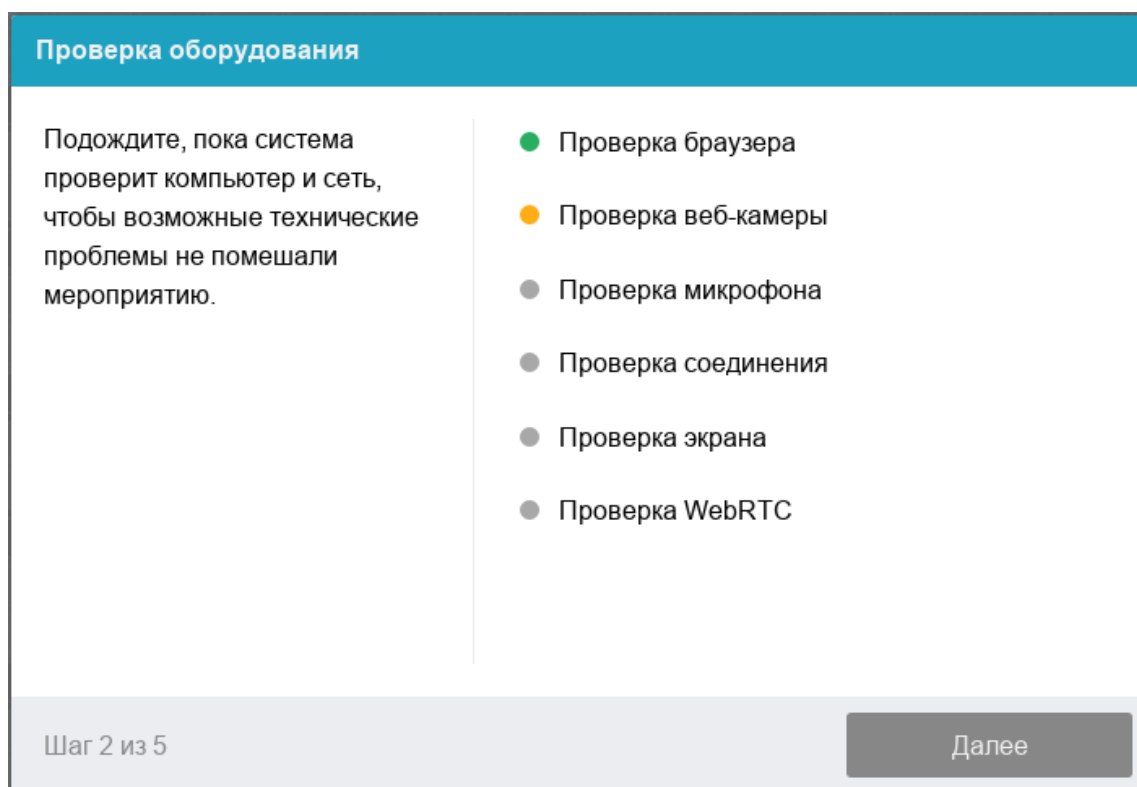 Проверка оборудования
Подождите, пока система
проверит компьютер и сеть,
чтобы возможные технические
проблемы не помешали
мероприятию.
Проверка браузера
Проверка веб-камеры
Проверка микрофона
Проверка соединения
Проверка экрана
Проверка WebRTC
Шаг 2 из 5
Далее